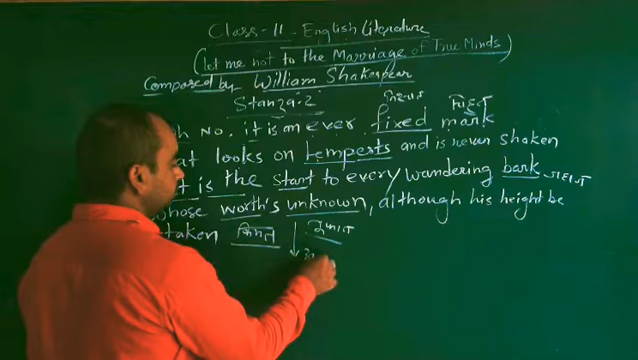 Class-11 English Literature
(Let me not to the Marriage of True Minds)
Composed by William Shakespear
Stanza-2
No, it is an ever fixed mark
looks on tempests and is never shaken
is the start to every wandering bark
worth's unknown, although his height be
taken